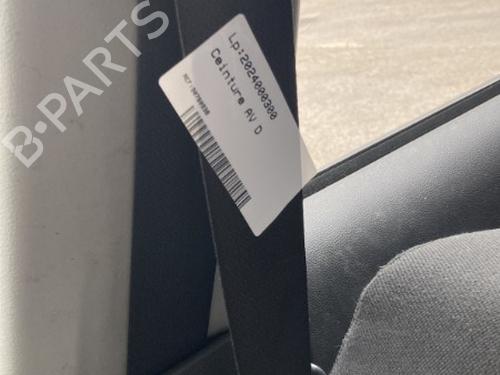 B-PARTS
Lp:2024000300
Ceinture AV D